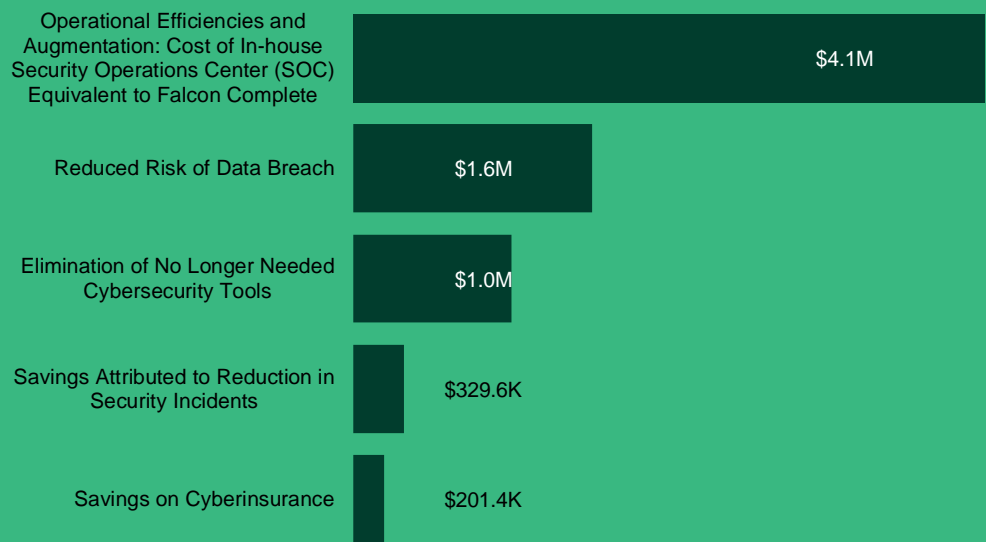 Operational Efficiencies and
Augmentation: Cost of In-house
Security Operations Center (SOC)
Equivalent to Falcon Complete
$4.1M
Reduced Risk of Data Breach
$1.6M
Elimination of No Longer Needed
Cybersecurity Tools
$1.0M
Savings Attributed to Reduction in
Security Incidents
$329.6K
Savings on Cyberinsurance
$201.4K